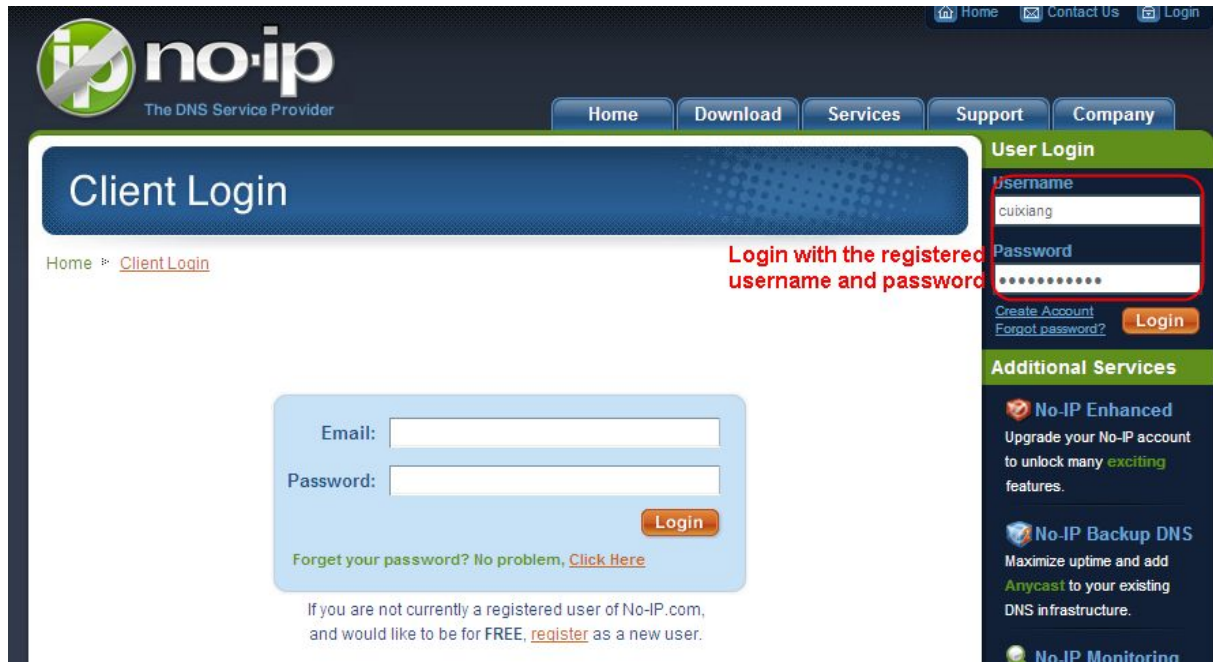 Home Contact Us Login
ip no·ip
The DNS Service Provider
Home Download Services Support Company
Client Login
Home Client Login
Login with the registered
username and password
Email:
Password:
Login
Forget your password? No problem, Click Here
If you are not currently a registered user of No-IP.com,
and would like to be for FREE, register as a new user.
User Login
Username
cuixiang
Password
•••••••••••
Create Account
Forgot password?
Login
Additional Services
No-IP Enhanced
Upgrade your No-IP account
to unlock many exciting
features.
No-IP Backup DNS
Maximize uptime and add
Anycast to your existing
DNS infrastructure.
No-IP Monitoring